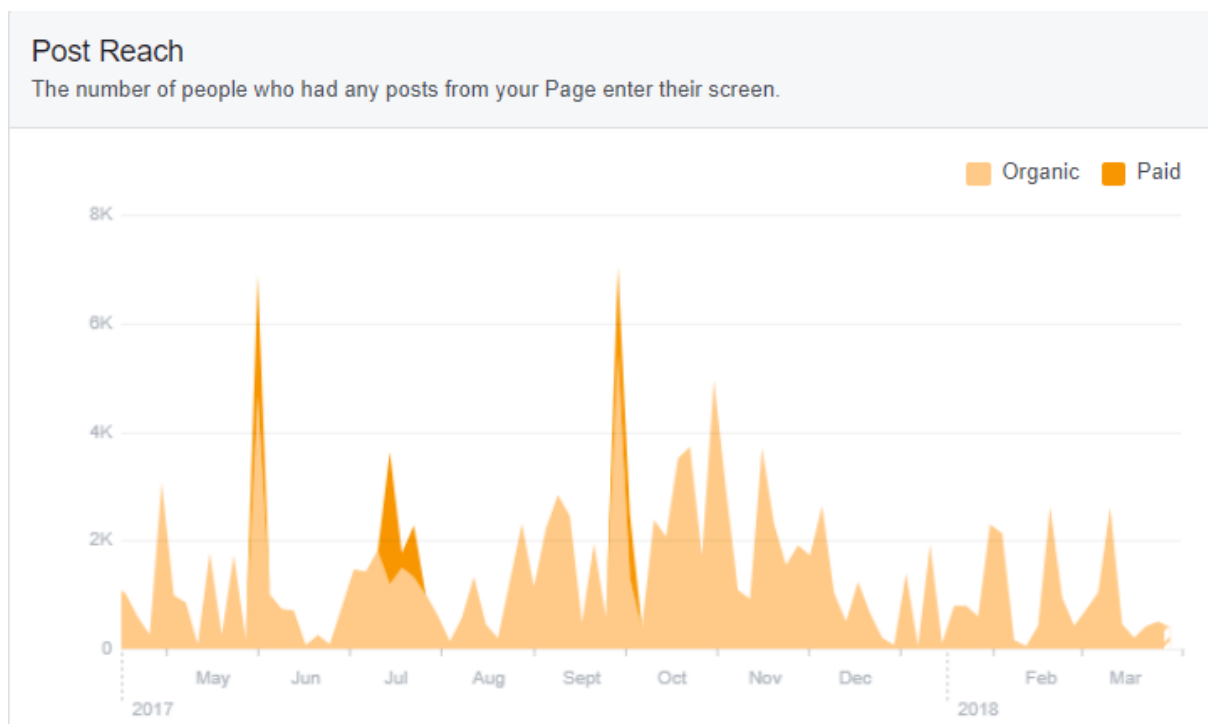 Post Reach
The number of people who had any posts from your Page enter their screen.
Organic Paid
8K
6K
4K
2K
0
May Jun Jul Aug Sept Oct Nov Dec Feb Mar
2017 2018